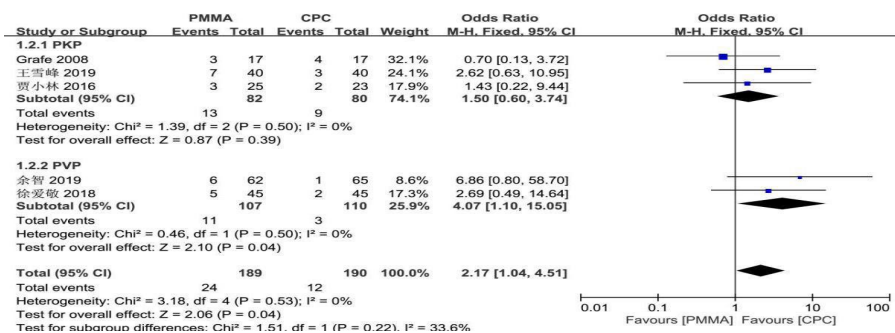 PMMA CPC Odds Ratio Odds Ratio
Study or Subgroup Events Total Events Total Weight M-H, Fixed, 95% CI M-H, Fixed, 95% CI
1.2.1 PKP
Grafe 2008 3 17 4 17 32.1% 0.70 [0.13, 3.72]
王雪峰 2019 7 40 3 40 24.1% 2.62 [0.63, 10.95]
贾小林 2016 3 25 2 23 17.9% 1.43 [0.22, 9.44]
Subtotal (95% CI) 82 80 74.1% 1.50 [0.60, 3.74]
Total events 13 9
Heterogeneity: Chi² = 1.39, df = 2 (P = 0.50); I² = 0%
Test for overall effect: Z = 0.87 (P = 0.39)
1.2.2 PVP
余智 2019 6 62 1 65 8.6% 6.86 [0.80, 58.70]
徐爱敏 2018 5 45 2 45 17.3% 2.69 [0.49, 14.64]
Subtotal (95% CI) 107 110 25.9% 4.07 [1.10, 15.05]
Total events 11 3
Heterogeneity: Chi² = 0.46, df = 1 (P = 0.50); I² = 0%
Test for overall effect: Z = 2.10 (P = 0.04)
Total (95% CI) 189 190 100.0% 2.17 [1.04, 4.51]
Total events 24 12
Heterogeneity: Chi² = 3.18, df = 4 (P = 0.53); I² = 0%
Test for overall effect: Z = 2.06 (P = 0.04)
Test for subgroup differences: Chi² = 1.51, df = 1 (P = 0.22), I² = 33.6%
0.01 0.1 1 10 100
Favours [PMMA] Favours [CPC]